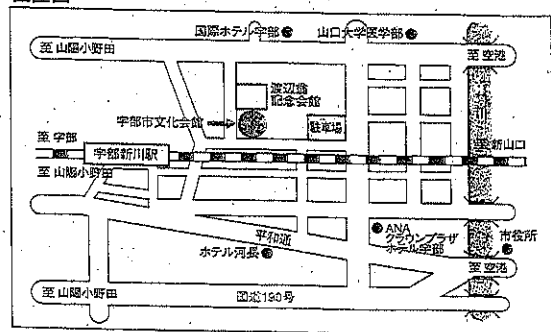 国際ホテル宇部
山口大学医学部
至 山陽小野田
至 空港
渡辺翁
記念会館
宇部市文化会館
駐車場
至 宇部
宇部新川駅
至 新山口
至 山陽小野田
ANA
クラウンプラザ
ホテル宇部
平和通
市役所
ホテル河長
至 空港
至 山陽小野田
国道190号